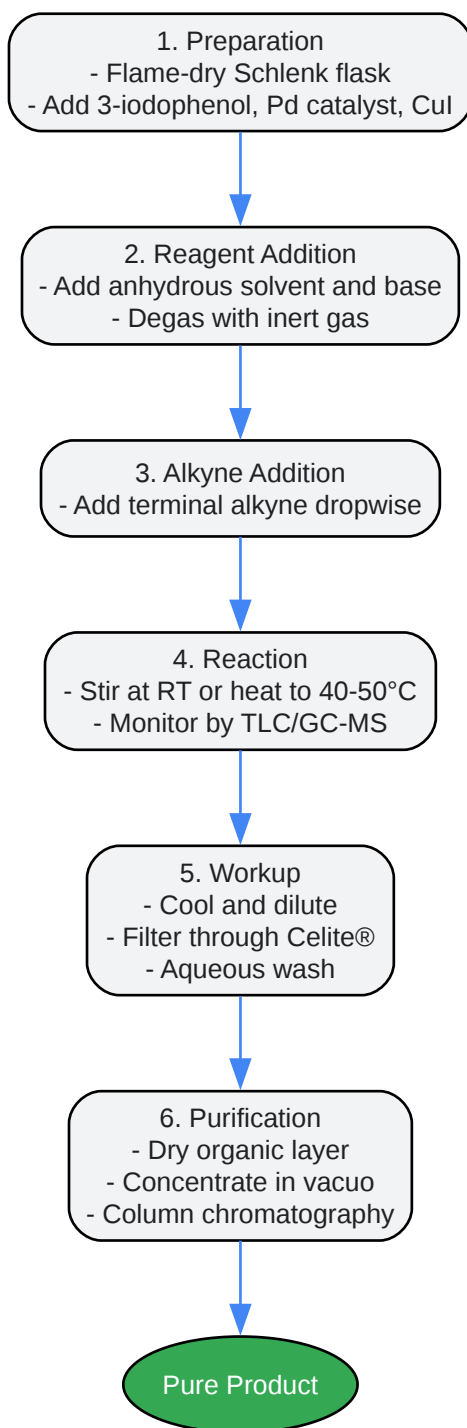 1. Preparation
- Flame-dry Schlenk flask
- Add 3-iodophenol, Pd catalyst, CuI
2. Reagent Addition
- Add anhydrous solvent and base
- Degas with inert gas
3. Alkyne Addition
- Add terminal alkyne dropwise
4. Reaction
- Stir at RT or heat to 40-50°C
- Monitor by TLC/GC-MS
5. Workup
- Cool and dilute
- Filter through Celite®
- Aqueous wash
6. Purification
- Dry organic layer
- Concentrate in vacuo
- Column chromatography
Pure Product